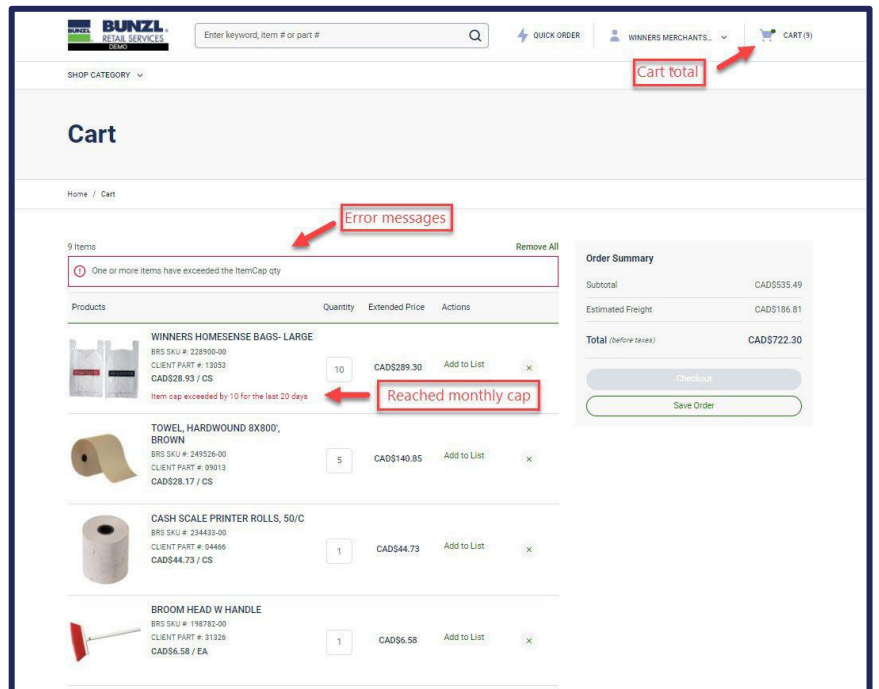 BUNZL
BUNZL.
RETAIL SERVICES
DEMO
Enter keyword, item # or part #
QUICK ORDER
WINNERS MERCHANTS...
CART (9)
SHOP CATEGORY
Cart total
Cart
Home / Cart
Error messages
9 Items
Remove All
One or more items have exceeded the ItemCap qty
Products Quantity Extended Price Actions
WINNERS HOMESENSE BAGS- LARGE
BRS SKU #: 228900-00
CLIENT PART #: 13053
CAD$28.93 / CS
10 CAD$289.30 Add to List ×
Item cap exceeded by 10 for the last 20 days
Reached monthly cap
TOWEL, HARDWOUND 8X800',
BROWN
BRS SKU #: 249526-00
CLIENT PART #: 09013
CAD$28.17 / CS
5 CAD$140.85 Add to List ×
CASH SCALE PRINTER ROLLS, 50/C
BRS SKU #: 234433-00
CLIENT PART #: 04466
CAD$44.73 / CS
1 CAD$44.73 Add to List ×
BROOM HEAD W HANDLE
BRS SKU #: 198782-00
CLIENT PART #: 31326
CAD$6.58 / EA
1 CAD$6.58 Add to List ×
Order Summary
Subtotal CAD$535.49
Estimated Freight CAD$186.81
Total (before taxes) CAD$722.30
Checkout
Save Order